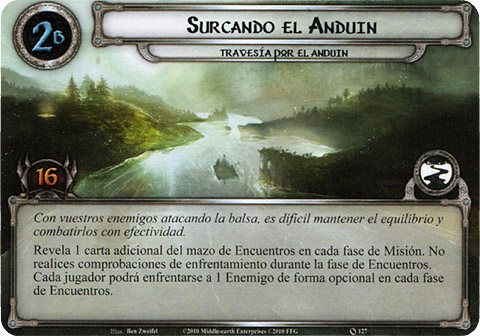 2B
SURCANDO EL ANDUIN
TRAVESÍA POR EL ANDUIN
16
Con vuestros enemigos atacando la balsa, es difícil mantener el equilibrio y
combatirlos con efectividad.
Revela 1 carta adicional del mazo de Encuentros en cada fase de Misión. No
realices comprobaciones de enfrentamiento durante la fase de Encuentros.
Cada jugador podrá enfrentarse a 1 Enemigo de forma opcional en cada fase
de Encuentros.
Illus. Ben Zweifel ©2010 Middle-earth Enterprises ©2010 FFG 127